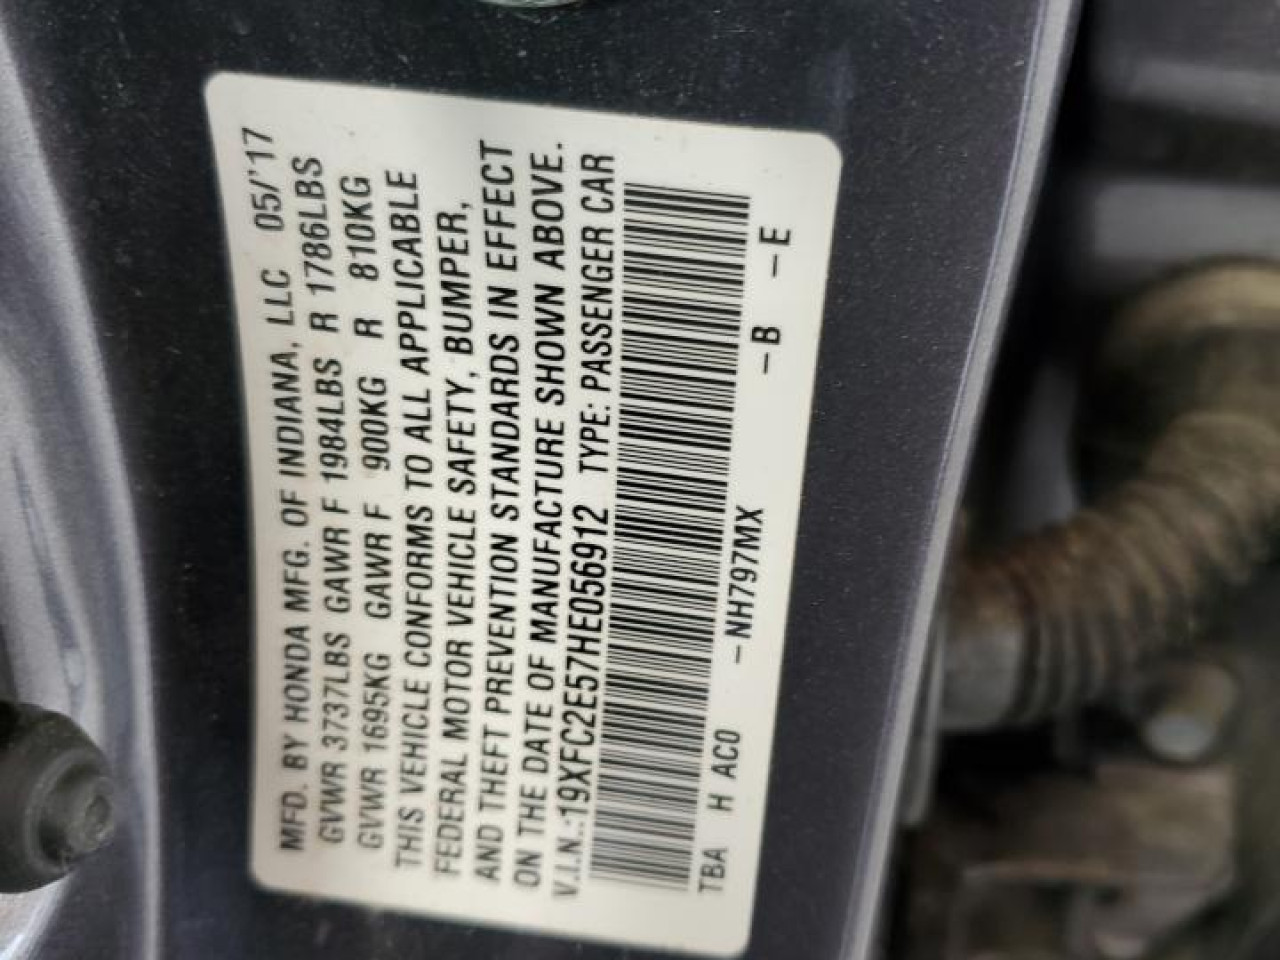 MFD. BY HONDA MFG. OF INDIANA, LLC 05/'17
GVWR 3737LBS GAWR F 1984LBS R 1786LBS
GVWR 1695KG GAWR F 900KG R 810KG
THIS VEHICLE CONFORMS TO ALL APPLICABLE
FEDERAL MOTOR VEHICLE SAFETY, BUMPER,
AND THEFT PREVENTION STANDARDS IN EFFECT
ON THE DATE OF MANUFACTURE SHOWN ABOVE.
V.I.N.:19XFC2E57HE056912 TYPE: PASSENGER CAR
TBA H AC0 –NH797MX –B –E